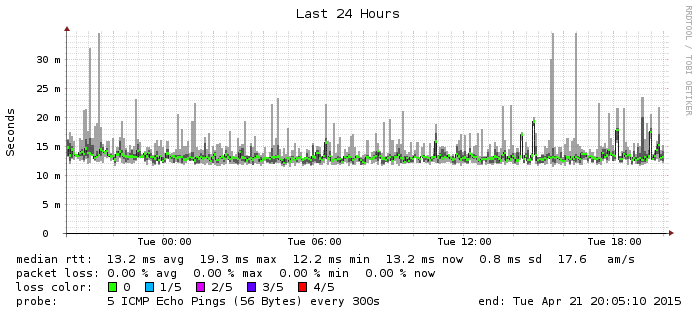 Last 24 Hours
RRDTOOL / TOBI OETIKER
Seconds
30 m
25 m
20 m
15 m
10 m
5 m
0
Tue 00:00 Tue 06:00 Tue 12:00 Tue 18:00
median rtt: 13.2 ms avg 19.3 ms max 12.2 ms min 13.2 ms now 0.8 ms sd 17.6 am/s
packet loss: 0.00 % avg 0.00 % max 0.00 % min 0.00 % now
loss color: 0 1/5 2/5 3/5 4/5
probe: 5 ICMP Echo Pings (56 Bytes) every 300s end: Tue Apr 21 20:05:10 2015